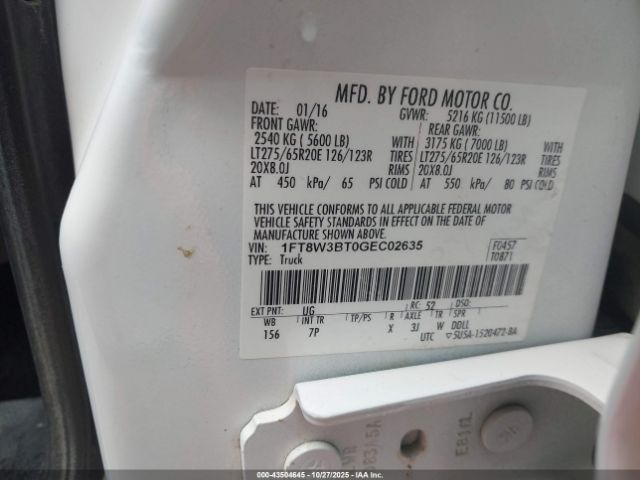 MFD. BY FORD MOTOR CO.
DATE: 01/16 GVWR: 5216 KG (11500 LB)
FRONT GAWR: REAR GAWR:
2540 KG ( 5600 LB) WITH 3175 KG ( 7000 LB) WITH
LT275/65R20E 126/123R TIRES LT275/65R20E 126/123R TIRES
20X8.0J RIMS 20X8.0J RIMS
AT 450 kPa/ 65 PSI COLD AT 550 kPa/ 80 PSI COLD
THIS VEHICLE CONFORMS TO ALL APPLICABLE FEDERAL MOTOR
VEHICLE SAFETY STANDARDS IN EFFECT ON THE DATE OF
MANUFACTURE SHOWN ABOVE.
VIN: 1FT8W3BT0GEC02635 F0457
TYPE: Truck T0871
EXT PNT: UG RC: 52 DSO:
WB INT TR TP/PS R AXLE TR SPR
156 7P X 3J W DDLL
UTC 5USA-1520472-BA
ID: 43504645 / 10/27/2025 / IAA Inc.